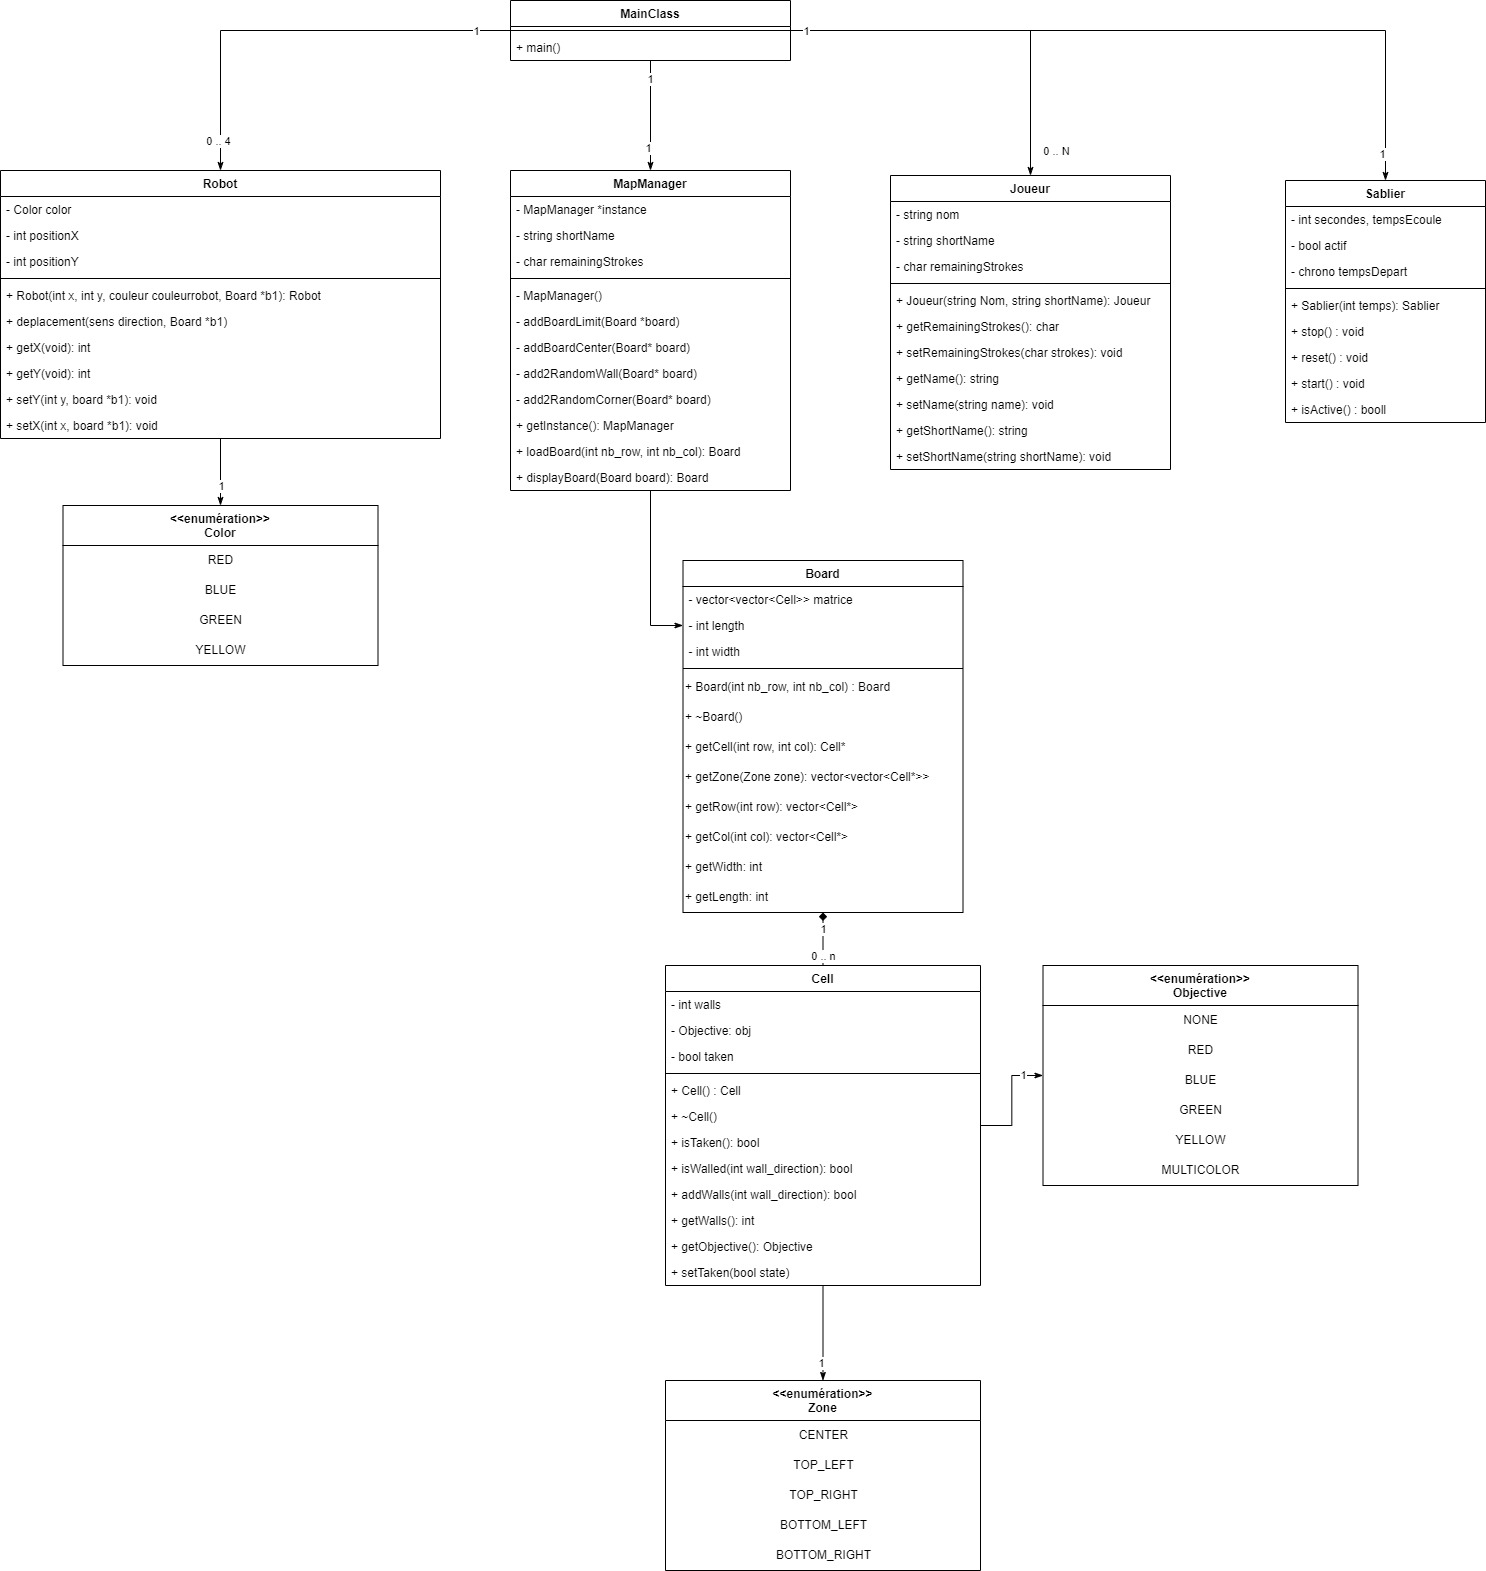 MainClass
+ main()
1
1
1
0 .. 4
1
0 .. N
1
Robot
- Color color
- int positionX
- int positionY
+ Robot(int x, int y, couleur couleurrobot, Board *b1): Robot
+ deplacement(sens direction, Board *b1)
+ getX(void): int
+ getY(void): int
+ setY(int y, board *b1): void
+ setX(int x, board *b1): void
MapManager
- MapManager *instance
- string shortName
- char remainingStrokes
- MapManager()
- addBoardLimit(Board *board)
- addBoardCenter(Board* board)
- add2RandomWall(Board* board)
- add2RandomCorner(Board* board)
+ getInstance(): MapManager
+ loadBoard(int nb_row, int nb_col): Board
+ displayBoard(Board board): Board
Joueur
- string nom
- string shortName
- char remainingStrokes
+ Joueur(string Nom, string shortName): Joueur
+ getRemainingStrokes(): char
+ setRemainingStrokes(char strokes): void
+ getName(): string
+ setName(string name): void
+ getShortName(): string
+ setShortName(string shortName): void
Sablier
- int secondes, tempsEcoule
- bool actif
- chrono tempsDepart
+ Sablier(int temps): Sablier
+ stop() : void
+ reset() : void
+ start() : void
+ isActive() : booll
1
<<enumération>>
Color
RED
BLUE
GREEN
YELLOW
Board
- vector<vector<Cell>> matrice
- int length
- int width
+ Board(int nb_row, int nb_col) : Board
+ ~Board()
+ getCell(int row, int col): Cell*
+ getZone(Zone zone): vector<vector<Cell*>>
+ getRow(int row): vector<Cell*>
+ getCol(int col): vector<Cell*>
+ getWidth: int
+ getLength: int
1
0 .. n
Cell
- int walls
- Objective: obj
- bool taken
+ Cell() : Cell
+ ~Cell()
+ isTaken(): bool
+ isWalled(int wall_direction): bool
+ addWalls(int wall_direction): bool
+ getWalls(): int
+ getObjective(): Objective
+ setTaken(bool state)
1
<<enumération>>
Objective
NONE
RED
BLUE
GREEN
YELLOW
MULTICOLOR
1
<<enumération>>
Zone
CENTER
TOP_LEFT
TOP_RIGHT
BOTTOM_LEFT
BOTTOM_RIGHT